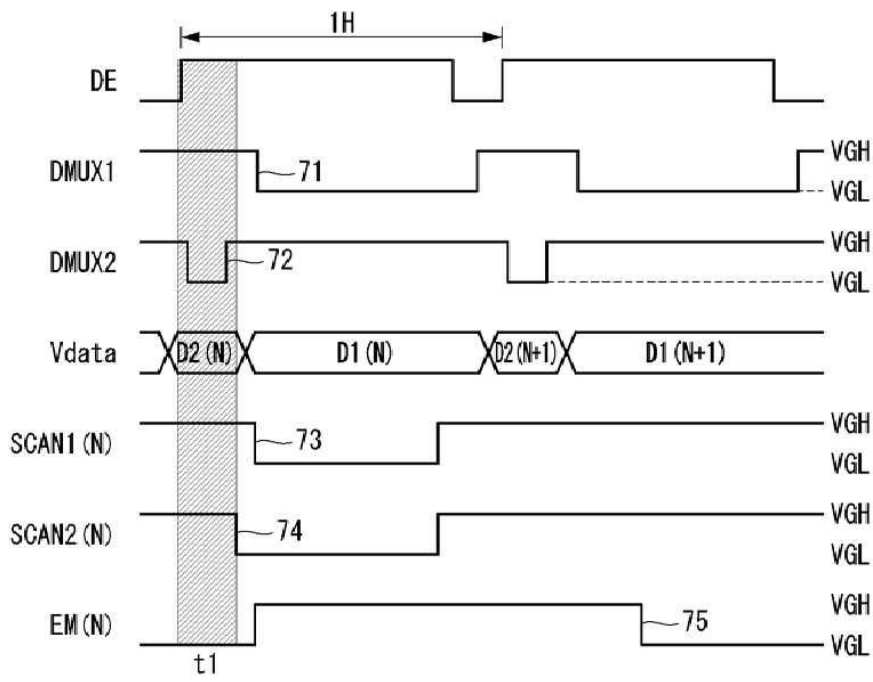 1H
DE
DMUX1
71
VGH
VGL
DMUX2
72
VGH
VGL
Vdata
D2(N)
D1(N)
D2(N+1)
D1(N+1)
SCAN1(N)
73
VGH
VGL
SCAN2(N)
74
VGH
VGL
EM(N)
75
VGH
VGL
t1